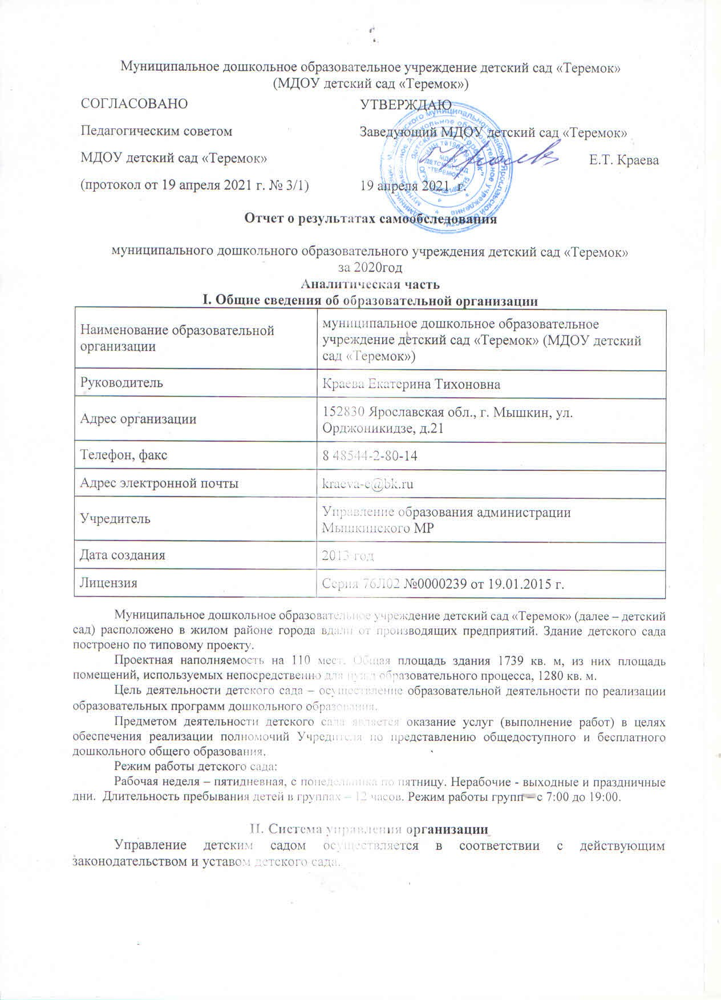 Муниципальное дошкольное образовательное учреждение детский сад «Теремок»
(МДОУ детский сад «Теремок»)
СОГЛАСОВАНО
Педагогическим советом
МДОУ детский сад «Теремок»
(протокол от 19 апреля 2021 г. № 3/1)
УТВЕРЖДАЮ
Заведующий МДОУ детский сад «Теремок»
Е.Т. Краева
19 апреля 2021 г.
МДОУ
ДЕТСКИЙ САД
"ТЕРЕМОК"
Отчет о результатах самообследования
муниципального дошкольного образовательного учреждения детский сад «Теремок»
за 2020год
Аналитическая часть
I. Общие сведения об образовательной организации
Наименование образовательной
организации
муниципальное дошкольное образовательное
учреждение детский сад «Теремок» (МДОУ детский
сад «Теремок»)
Руководитель
Краева Екатерина Тихоновна
Адрес организации
152830 Ярославская обл., г. Мышкин, ул.
Орджоникидзе, д.21
Телефон, факс
8 48544-2-80-14
Адрес электронной почты
kraeva-e@bk.ru
Учредитель
Управление образования администрации
Мышкинского МР
Дата создания
2013 год
Лицензия
Серия 76Л02 №0000239 от 19.01.2015 г.
Муниципальное дошкольное образовательное учреждение детский сад «Теремок» (далее – детский
сад) расположено в жилом районе города вдали от производящих предприятий. Здание детского сада
построено по типовому проекту.
Проектная наполняемость на 110 мест. Общая площадь здания 1739 кв. м, из них площадь
помещений, используемых непосредственно для нужд образовательного процесса, 1280 кв. м.
Цель деятельности детского сада – осуществление образовательной деятельности по реализации
образовательных программ дошкольного образования.
Предметом деятельности детского сада является оказание услуг (выполнение работ) в целях
обеспечения реализации полномочий Учредителя по представлению общедоступного и бесплатного
дошкольного общего образования.
Режим работы детского сада:
Рабочая неделя – пятидневная, с понедельника по пятницу. Нерабочие - выходные и праздничные
дни. Длительность пребывания детей в группах – 12 часов. Режим работы групп – с 7:00 до 19:00.
II. Система управления организации
Управление детским садом осуществляется в соответствии с действующим
законодательством и уставом детского сада.